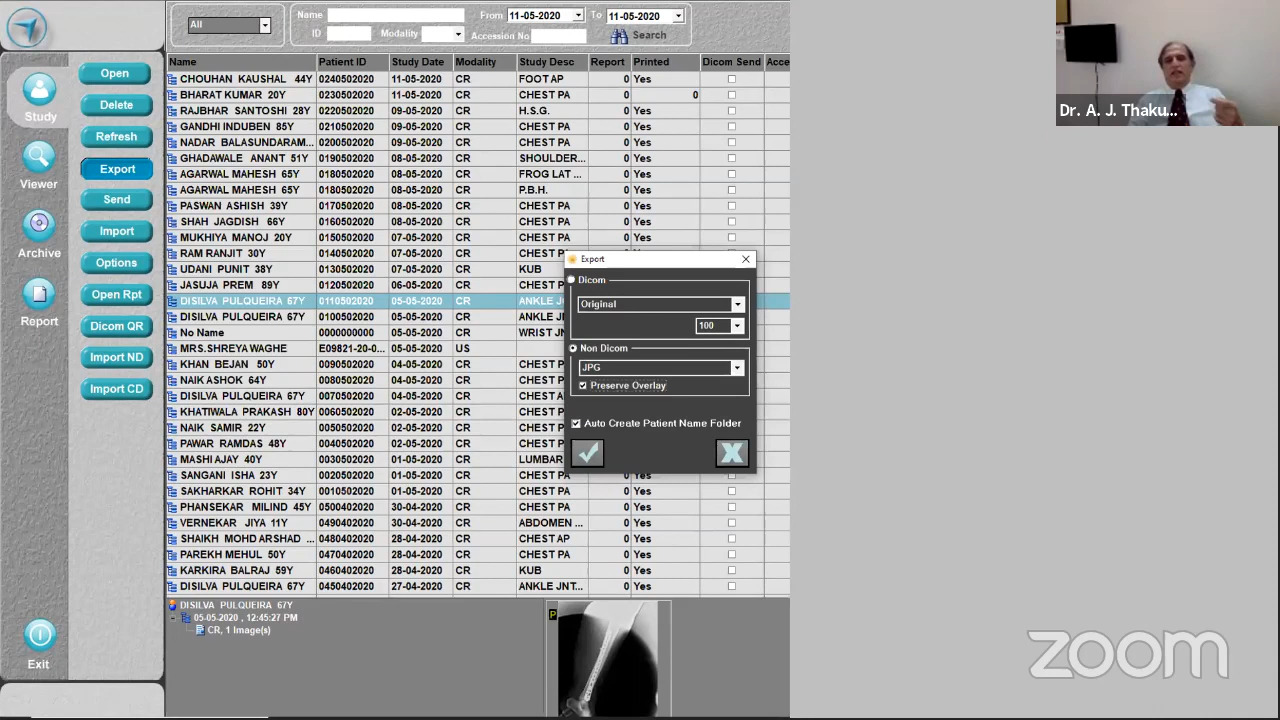 All
Name
From 11-05-2020 To 11-05-2020
ID Modality Accession No Search
Study
Viewer
Archive
Report
Exit
Open
Delete
Refresh
Export
Send
Import
Options
Open Rpt
Dicom QR
Import ND
Import CD
Name Patient ID Study Date Modality Study Desc Report Printed Dicom Send Acce
CHOUHAN KAUSHAL 44Y 0240502020 11-05-2020 CR FOOT AP 0 Yes
BHARAT KUMAR 20Y 0230502020 11-05-2020 CR CHEST PA 0 0
RAJBHAR SANTOSHI 28Y 0220502020 09-05-2020 CR H.S.G. 0 Yes
GANDHI INDUBEN 85Y 0210502020 09-05-2020 CR CHEST PA 0 Yes
NADAR BALASUNDARAM... 0200502020 09-05-2020 CR CHEST PA 0 Yes
GHADAWALE ANANT 51Y 0190502020 08-05-2020 CR SHOULDER... 0 Yes
AGARWAL MAHESH 65Y 0180502020 08-05-2020 CR FROG LAT ... 0 Yes
AGARWAL MAHESH 65Y 0180502020 08-05-2020 CR P.B.H. 0 Yes
PASWAN ASHISH 39Y 0170502020 08-05-2020 CR CHEST PA 0 Yes
SHAH JAGDISH 66Y 0160502020 08-05-2020 CR CHEST PA 0 Yes
MUKHIYA MANOJ 20Y 0150502020 07-05-2020 CR CHEST PA 0 Yes
RAM RANJIT 30Y 0140502020 07-05-2020 CR CHEST P
UDANI PUNIT 38Y 0130502020 07-05-2020 CR KUB
JASUJA PREM 89Y 0120502020 06-05-2020 CR CHEST P
DISILVA PULQUEIRA 67Y 0110502020 05-05-2020 CR ANKLE J
DISILVA PULQUEIRA 67Y 0100502020 05-05-2020 CR ANKLE J
No Name 0000000000 05-05-2020 CR WRIST JN
MRS.SHREYA WAGHE E09821-20-0... 05-05-2020 US
KHAN BEJAN 50Y 0090502020 04-05-2020 CR CHEST P
NAIK ASHOK 64Y 0080502020 04-05-2020 CR CHEST P
DISILVA PULQUEIRA 67Y 0070502020 04-05-2020 CR CHEST A
KHATIWALA PRAKASH 80Y 0060502020 02-05-2020 CR CHEST P
NAIK SAMIR 22Y 0050502020 02-05-2020 CR CHEST P
PAWAR RAMDAS 48Y 0040502020 02-05-2020 CR CHEST P
MASHI AJAY 40Y 0030502020 01-05-2020 CR LUMBAR
SANGANI ISHA 23Y 0020502020 01-05-2020 CR CHEST PA 0 Yes
SAKHARKAR ROHIT 34Y 0010502020 01-05-2020 CR CHEST PA 0 Yes
PHANSEKAR MILIND 45Y 0500402020 30-04-2020 CR CHEST PA 0 Yes
VERNEKAR JIYA 11Y 0490402020 30-04-2020 CR ABDOMEN ... 0 Yes
SHAIKH MOHD ARSHAD ... 0480402020 28-04-2020 CR CHEST AP 0 Yes
PAREKH MEHUL 50Y 0470402020 28-04-2020 CR CHEST PA 0 Yes
KARKIRA BALRAJ 59Y 0460402020 28-04-2020 CR KUB 0 Yes
DISILVA PULQUEIRA 67Y 0450402020 27-04-2020 CR ANKLE JNT... 0 Yes
Export
Dicom
Original
100
Non Dicom
JPG
Preserve Overlay
Auto Create Patient Name Folder
DISILVA PULQUEIRA 67Y
05-05-2020 , 12:45:27 PM
CR, 1 Image(s)
P
Dr. A. J. Thaku...
zoom